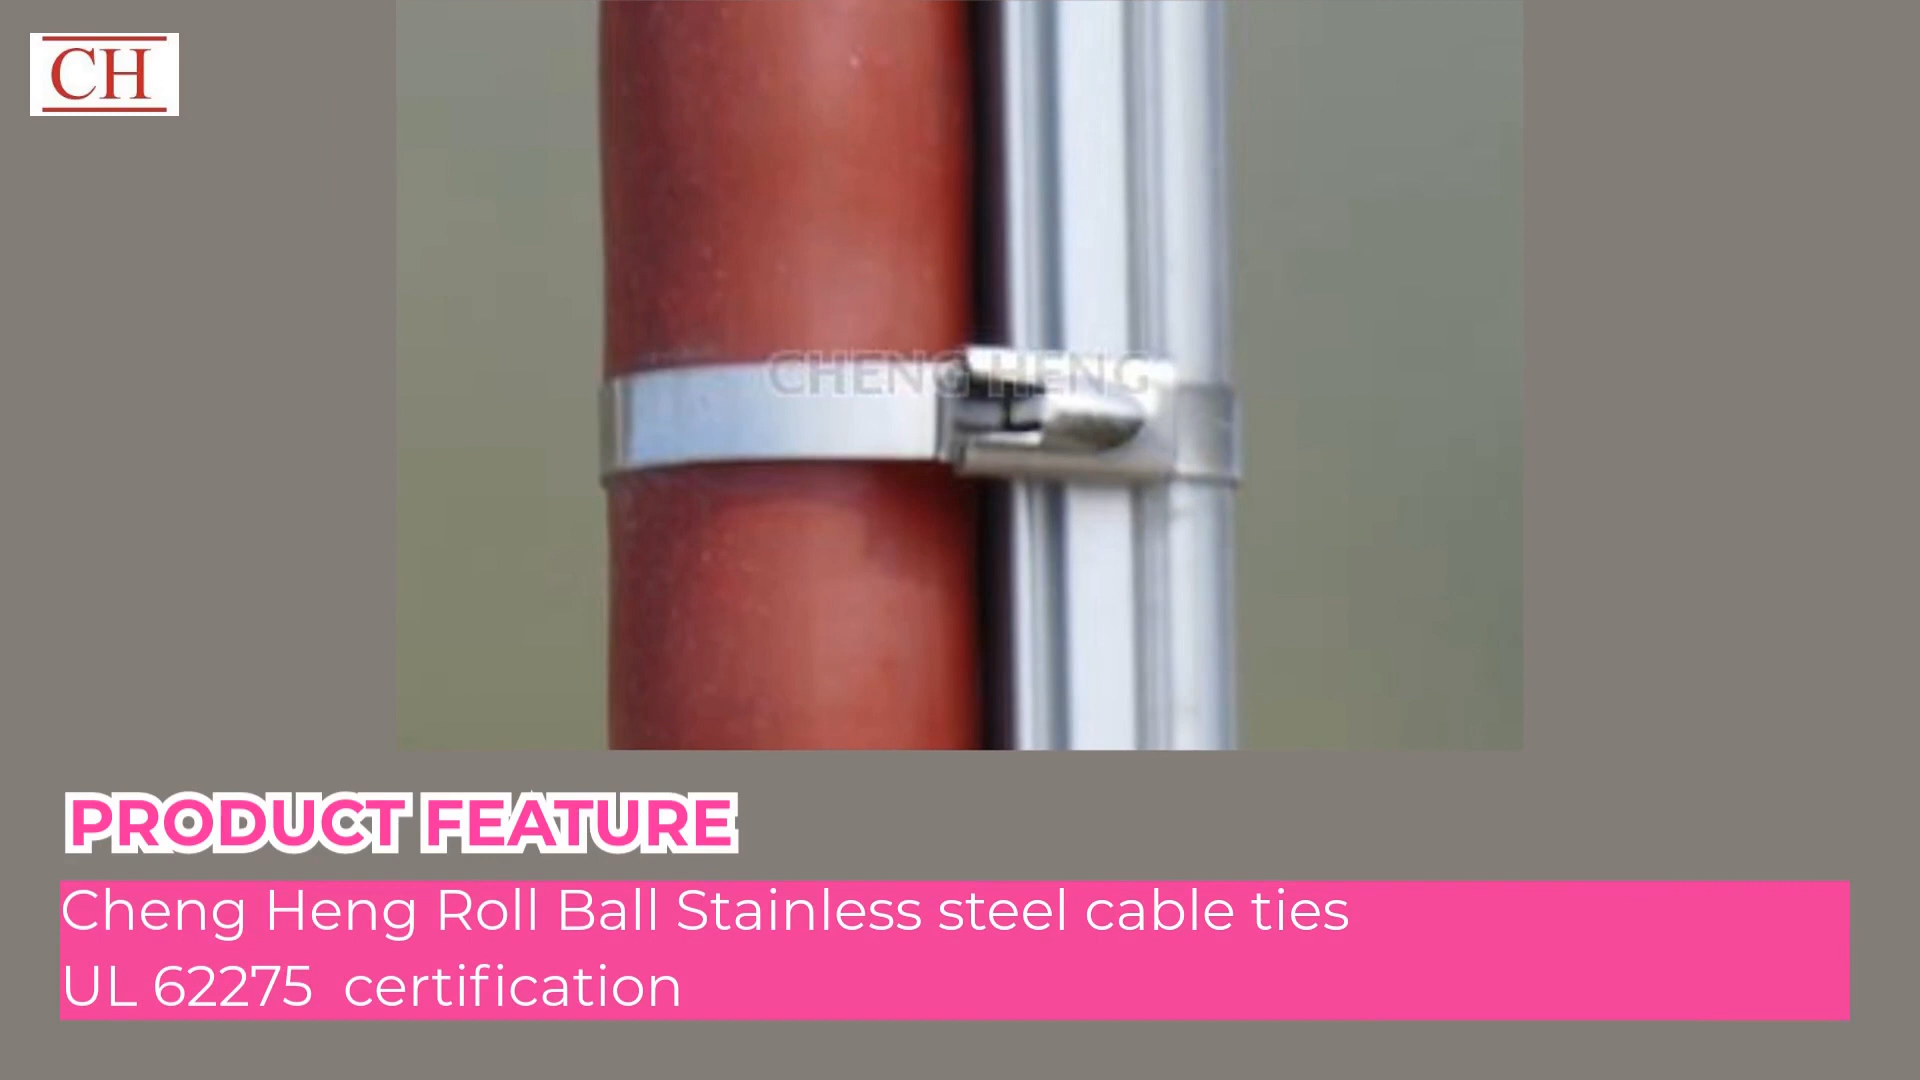 CH
CHENG HENG
PRODUCT FEATURE
Cheng Heng Roll Ball Stainless steel cable ties
UL 62275 certification